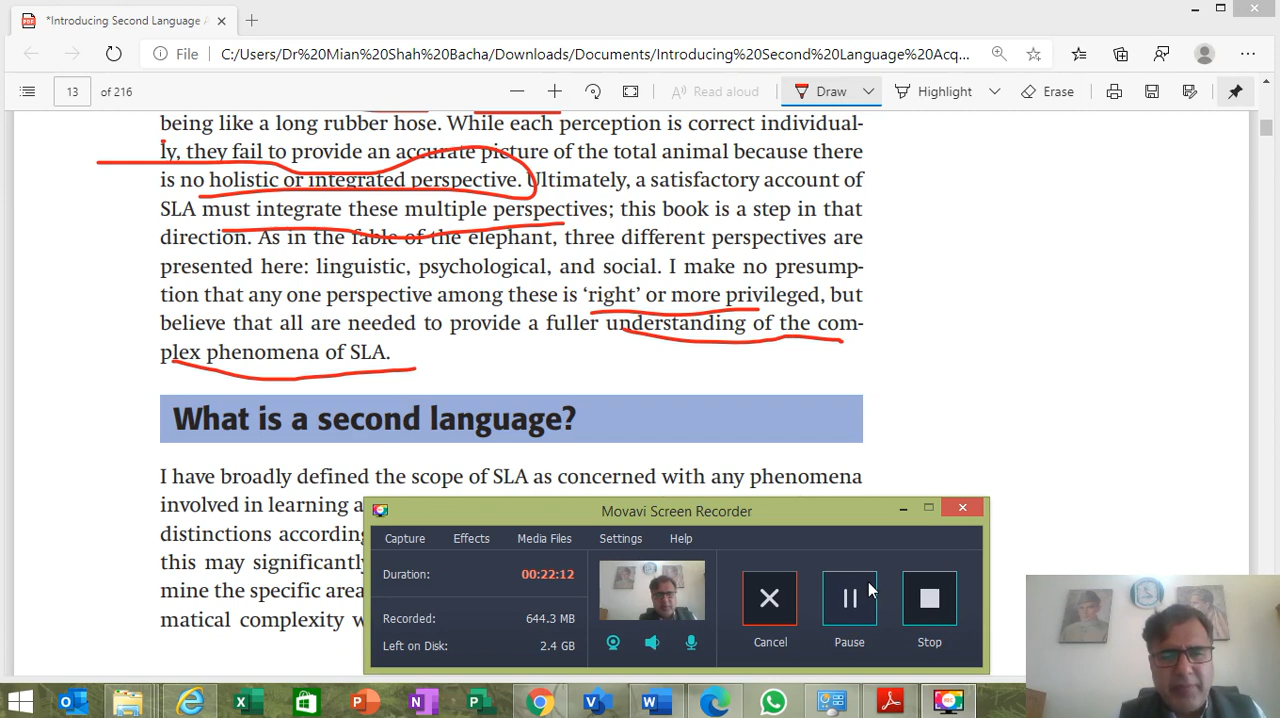 *Introducing Second Language A
File
C:/Users/Dr%20Mian%20Shah%20Bacha/Downloads/Documents/Introducing%20Second%20Language%20Acq...
13 of 216
Read aloud
Draw
Highlight
Erase
being like a long rubber hose. While each perception is correct individual-
ly, they fail to provide an accurate picture of the total animal because there
is no holistic or integrated perspective. Ultimately, a satisfactory account of
SLA must integrate these multiple perspectives; this book is a step in that
direction. As in the fable of the elephant, three different perspectives are
presented here: linguistic, psychological, and social. I make no presump-
tion that any one perspective among these is ‘right’ or more privileged, but
believe that all are needed to provide a fuller understanding of the com-
plex phenomena of SLA.
What is a second language?
I have broadly defined the scope of SLA as concerned with any phenomena
involved in learning a
distinctions according
this may significantly
mine the specific area
matical complexity w
Movavi Screen Recorder
Capture Effects Media Files Settings Help
Duration: 00:22:12
Recorded: 644.3 MB
Left on Disk: 2.4 GB
Cancel Pause Stop